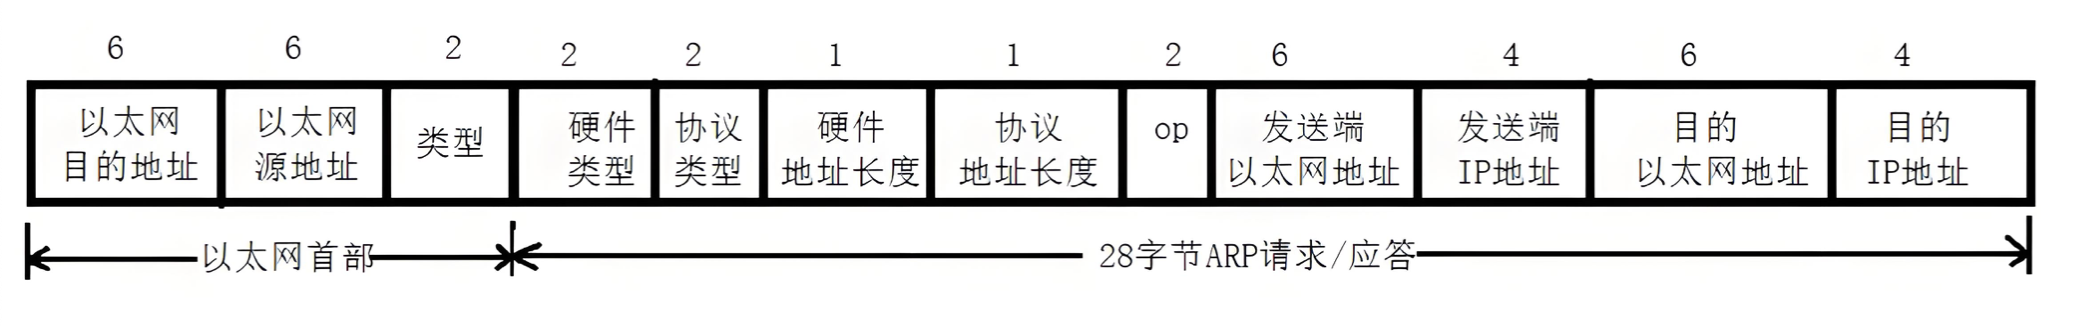 6 6 2 2 2 1 1 2 6 4 6 4
以太网
目的地址
以太网
源地址
类型
硬件
类型
协议
类型
硬件
地址长度
协议
地址长度
op
发送端
以太网地址
发送端
IP地址
目的
以太网地址
目的
IP地址
以太网首部
28字节ARP请求/应答